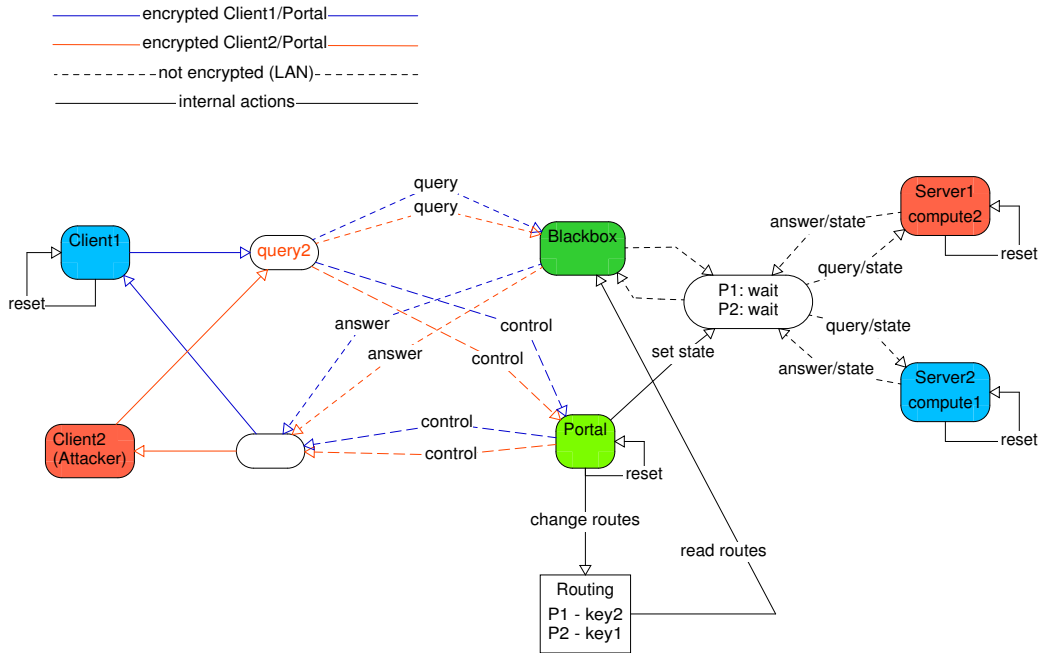 encrypted Client1/Portal
encrypted Client2/Portal
not encrypted (LAN)
internal actions
query
query
Client1
query2
Blackbox
Server1
compute2
answer/state
reset
query/state
reset
P1: wait
P2: wait
answer
answer
control
control
set state
query/state
answer/state
Server2
compute1
reset
Client2
(Attacker)
control
control
Portal
reset
change routes
read routes
Routing
P1 - key2
P2 - key1